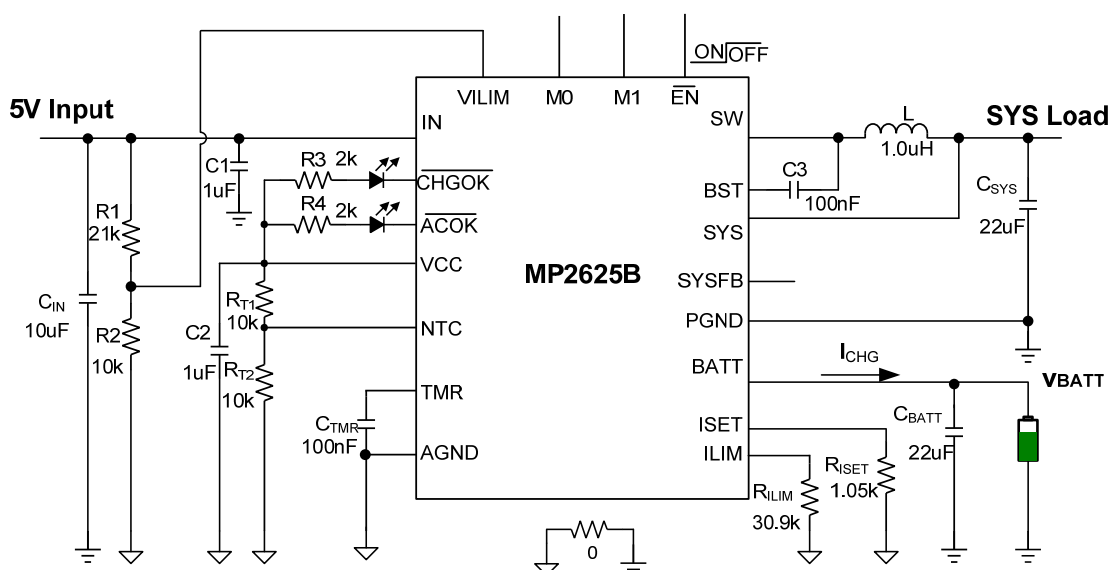 ON OFF
VILIM M0 M1 EN
5V Input
IN
SW
L
1.0uH
SYS Load
C1
1uF
R3 2k
CHGOK
R4 2k
ACOK
BST
C3
100nF
CSYS
22uF
SYS
R1
21k
VCC
MP2625B
SYSFB
CIN
10uF
R2
10k
C2
1uF
RT1
10k
NTC
PGND
RT2
10k
BATT
ICHG
VBATT
TMR
CTMR
100nF
AGND
ISET
ILIM
CBATT
22uF
RISET
1.05k
RILIM
30.9k
0